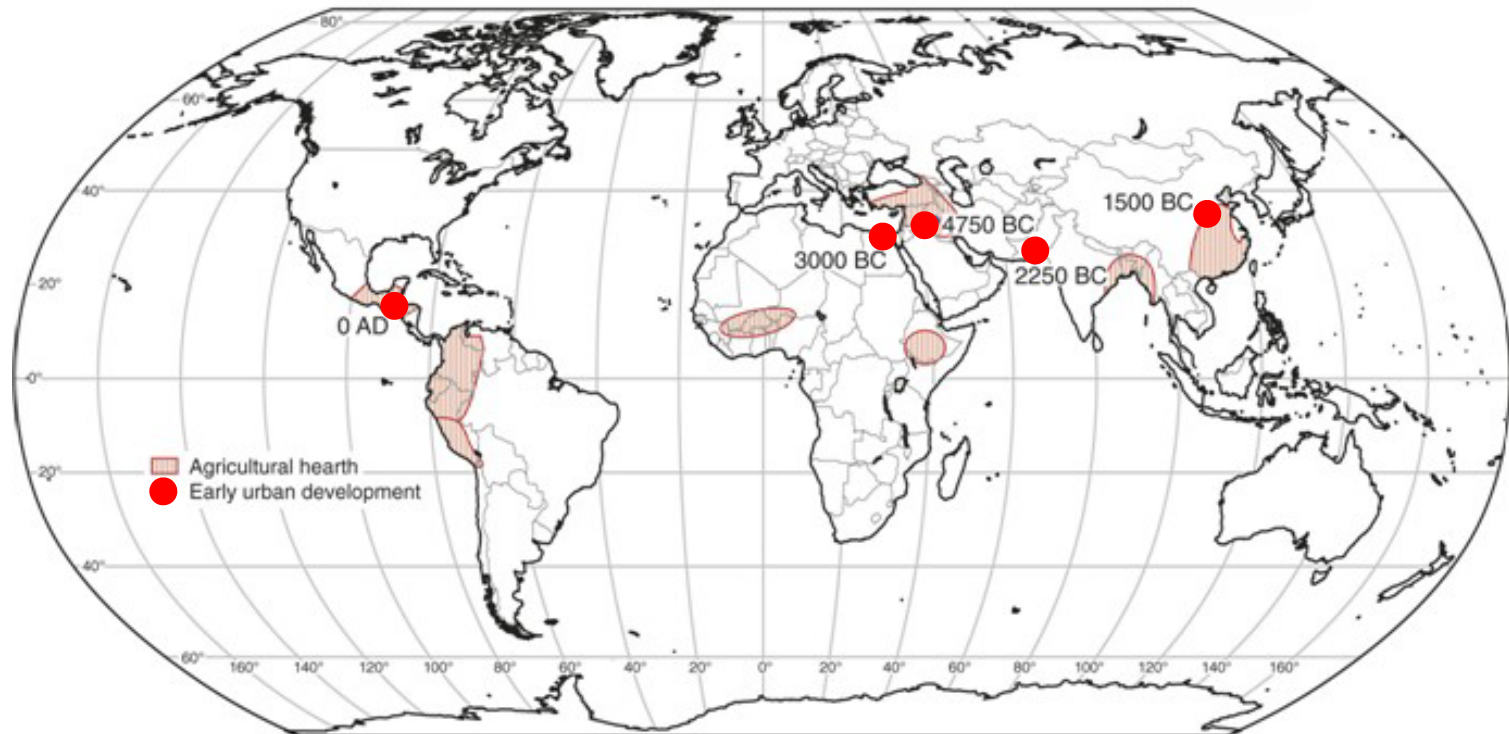 80°
60°
40°
1500 BC
4750 BC
3000 BC
2250 BC
20°
0 AD
0°
Agricultural hearth
20°
Early urban development
40°
60°
160° 140° 120° 100° 80° 60° 40° 20° 0° 20° 40° 60° 80° 100° 120° 140° 160°